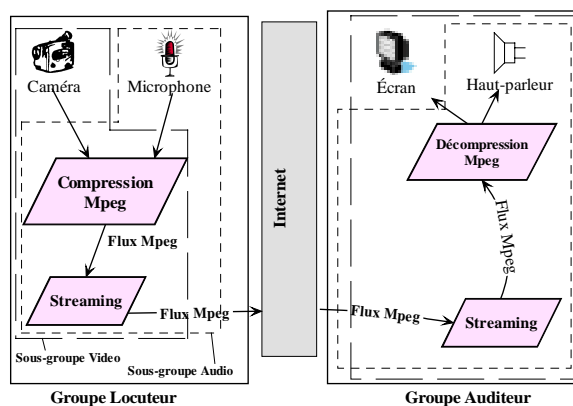 Caméra
Microphone
Compression
Mpeg
Flux Mpeg
Streaming
Flux Mpeg
Sous-groupe Video
Sous-groupe Audio
Groupe Locuteur
Internet
Écran
Haut-parleur
Décompression
Mpeg
Flux Mpeg
Flux Mpeg
Streaming
Groupe Auditeur